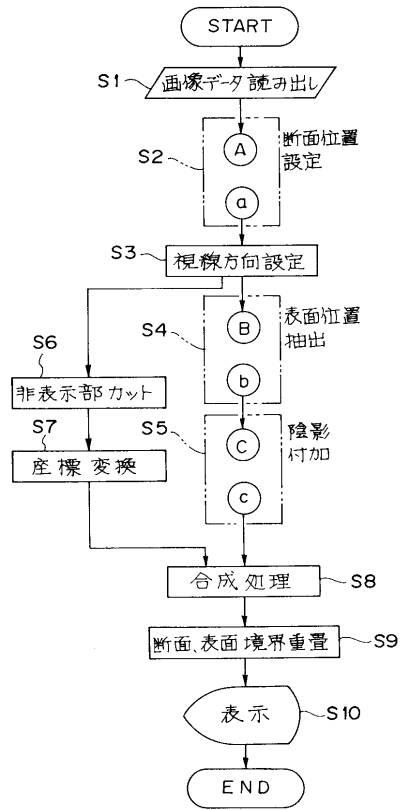 START
S1
画像データ読み出し
S2
A
断面位置
設定
a
S3
視線方向設定
S4
B
表面位置
抽出
b
S6
非表示部カット
S5
C
陰影
付加
c
S7
座標変換
合成処理
S8
断面、表面境界重畳
S9
表示
S10
END